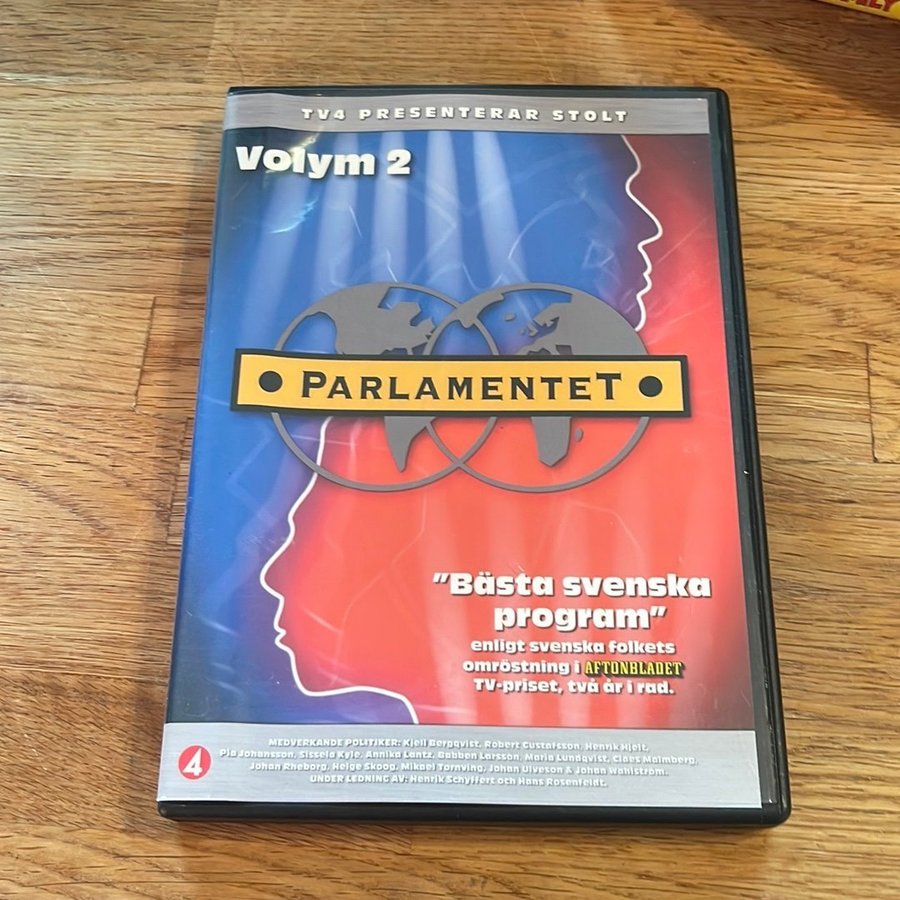 TV4 PRESENTERAR STOLT
Volym 2
• PARLAMENTET •
"Bästa svenska
program"
enligt svenska folkets
omröstning i AFTONBLADET
TV-priset, två år i rad.
4
MEDVERKANDE POLITIKER: Kjell Bergqvist, Robert Gustafsson, Henrik Hjelt,
Pia Johansson, Sissela Kyle, Annika Lantz, Babben Larsson, Maria Lundqvist, Claes Malmberg,
Johan Rheborg, Helge Skoog, Mikael Tornving, Johan Ulveson & Johan Wahlström.
UNDER LEDNING AV: Henrik Schyffert och Hans Rosenfeldt.